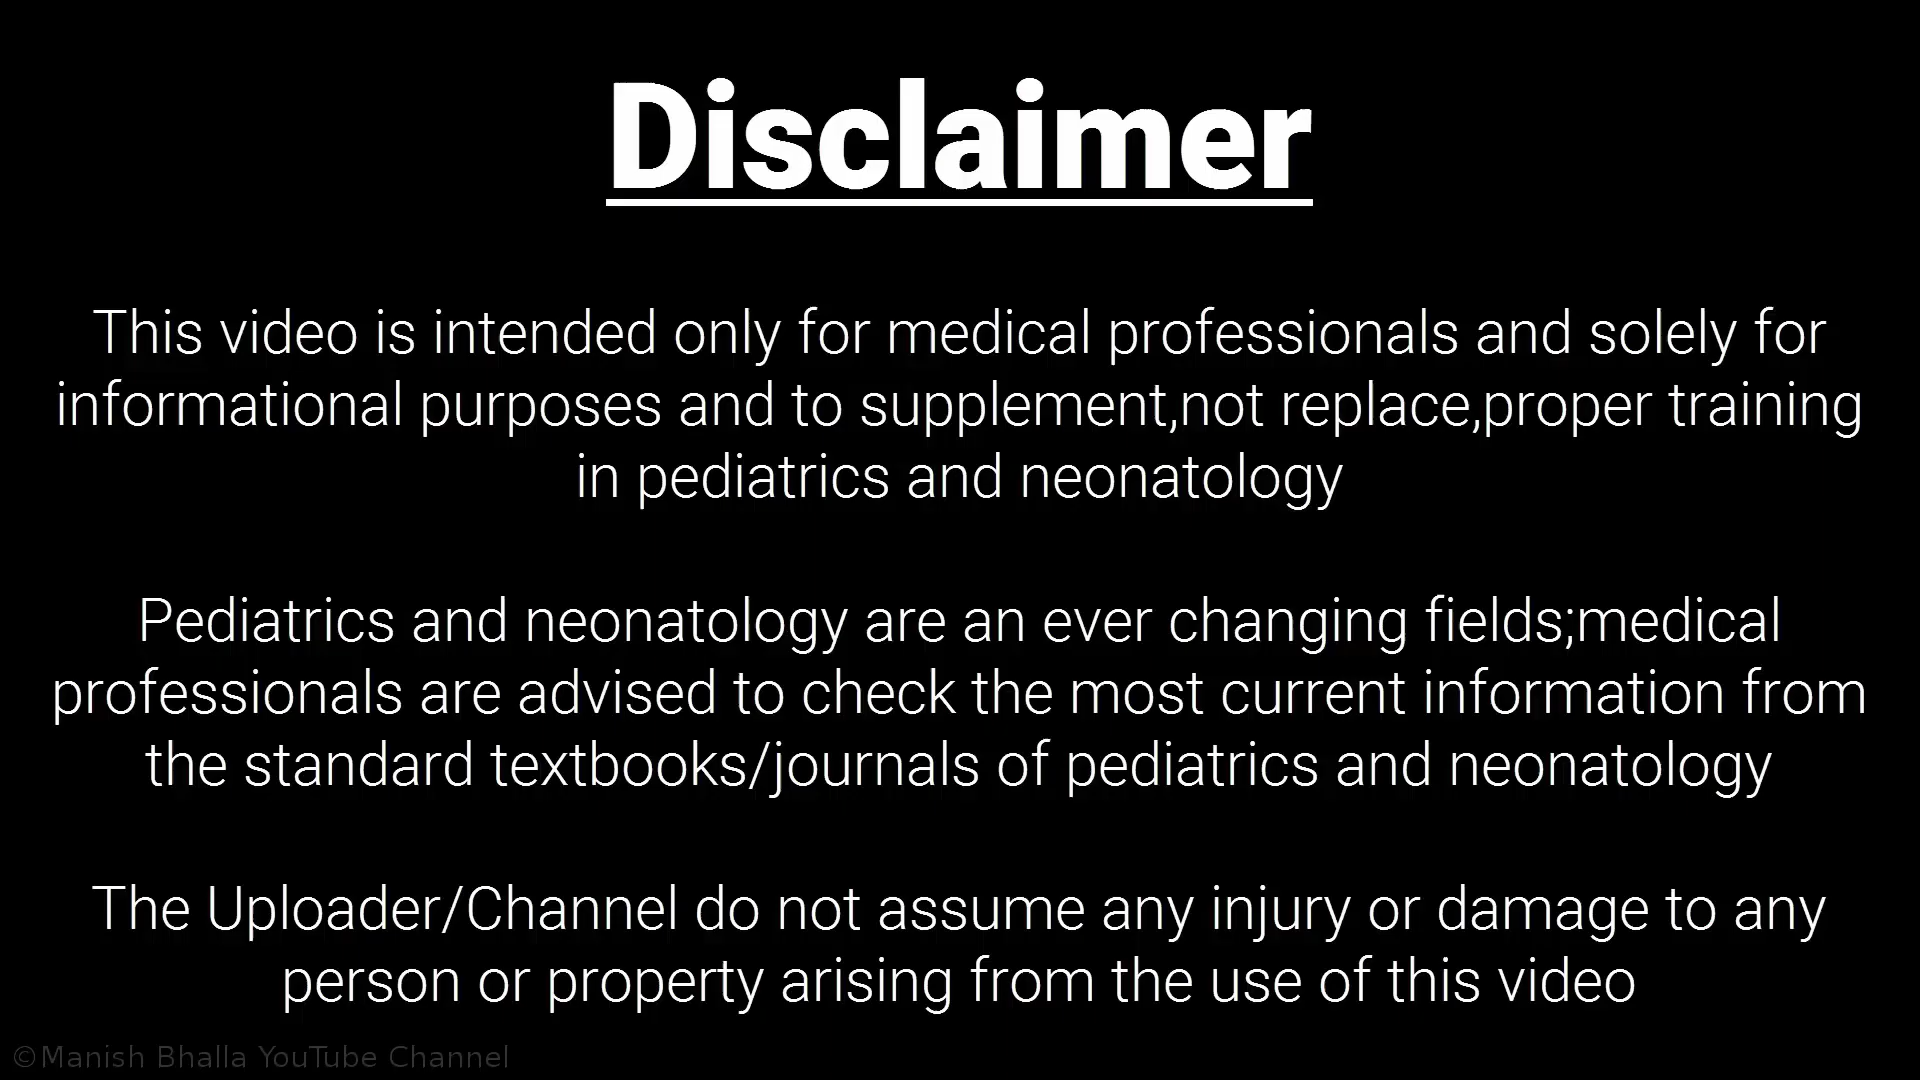 Disclaimer
This video is intended only for medical professionals and solely for
informational purposes and to supplement,not replace,proper training
in pediatrics and neonatology
Pediatrics and neonatology are an ever changing fields;medical
professionals are advised to check the most current information from
the standard textbooks/journals of pediatrics and neonatology
The Uploader/Channel do not assume any injury or damage to any
person or property arising from the use of this video
©Manish Bhalla YouTube Channel